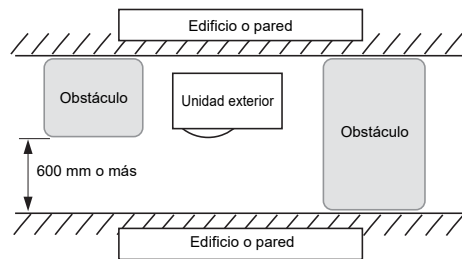 Edificio o pared
Obstáculo
Unidad exterior
Obstáculo
600 mm o más
Edificio o pared